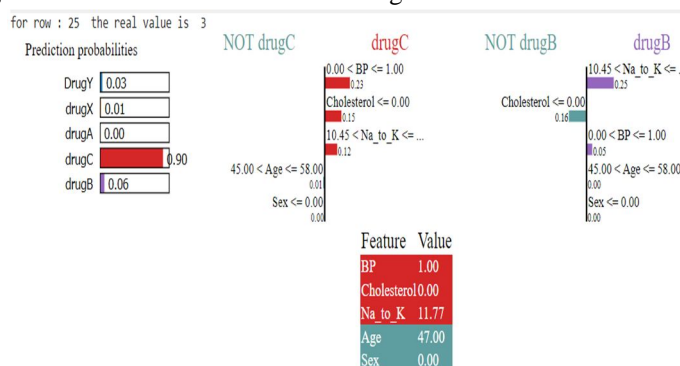 for row : 25 the real value is 3
Prediction probabilities
DrugY 0.03
drugX 0.01
drugA 0.00
drugC 0.90
drugB 0.06
NOT drugC drugC
0.00 < BP <= 1.00
0.23
Cholesterol <= 0.00
0.15
10.45 < Na_to_K <= ...
0.12
45.00 < Age <= 58.00
0.01
Sex <= 0.00
0.00
NOT drugB drugB
10.45 < Na_to_K <= ..
0.25
Cholesterol <= 0.00
0.16
0.00 < BP <= 1.00
0.05
45.00 < Age <= 58.00
0.00
Sex <= 0.00
0.00
Feature Value
BP 1.00
Cholesterol 0.00
Na_to_K 11.77
Age 47.00
Sex 0.00